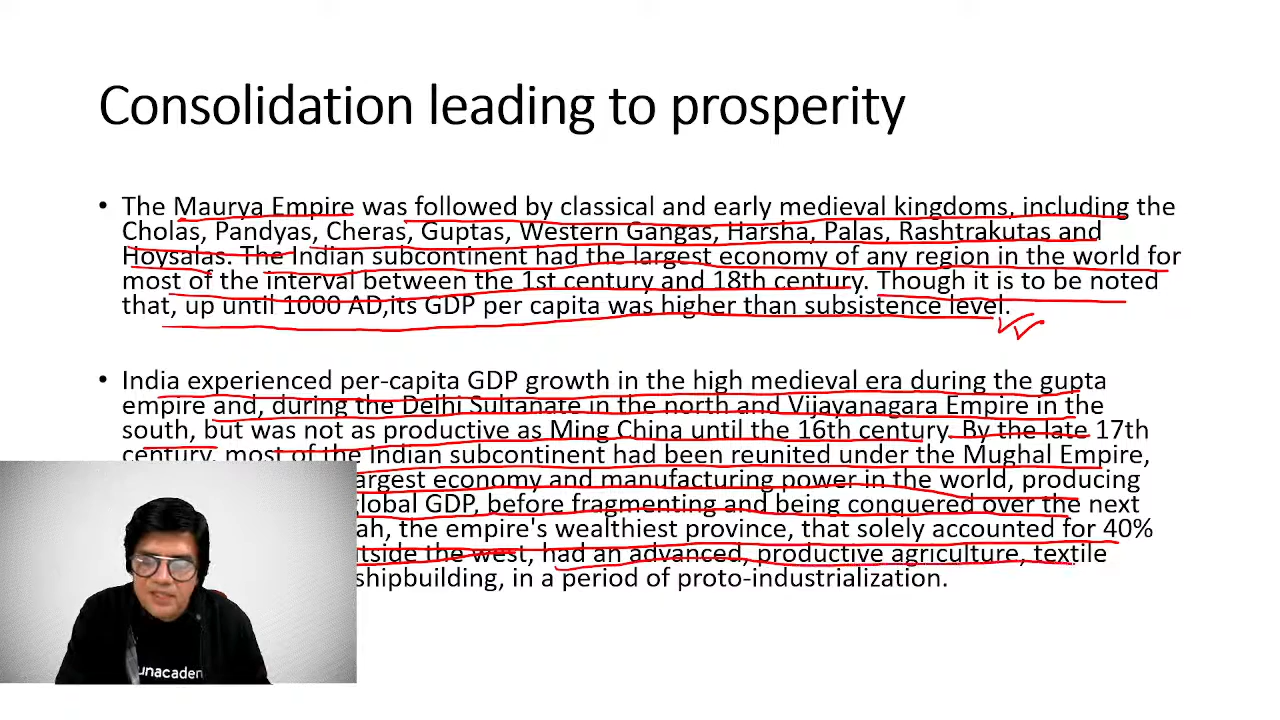 Consolidation leading to prosperity
• The Maurya Empire was followed by classical and early medieval kingdoms, including the
Cholas, Pandyas, Cheras, Guptas, Western Gangas, Harsha, Palas, Rashtrakutas and
Hoysalas. The Indian subcontinent had the largest economy of any region in the world for
most of the interval between the 1st century and 18th century. Though it is to be noted
that, up until 1000 AD,its GDP per capita was higher than subsistence level.
• India experienced per-capita GDP growth in the high medieval era during the gupta
empire and, during the Delhi Sultanate in the north and Vijayanagara Empire in the
south, but was not as productive as Ming China until the 16th century. By the late 17th
century, most of the Indian subcontinent had been reunited under the Mughal Empire,
largest economy and manufacturing power in the world, producing
global GDP, before fragmenting and being conquered over the next
ah, the empire's wealthiest province, that solely accounted for 40%
tside the west, had an advanced, productive agriculture, textile
shipbuilding, in a period of proto-industrialization.
unacaden